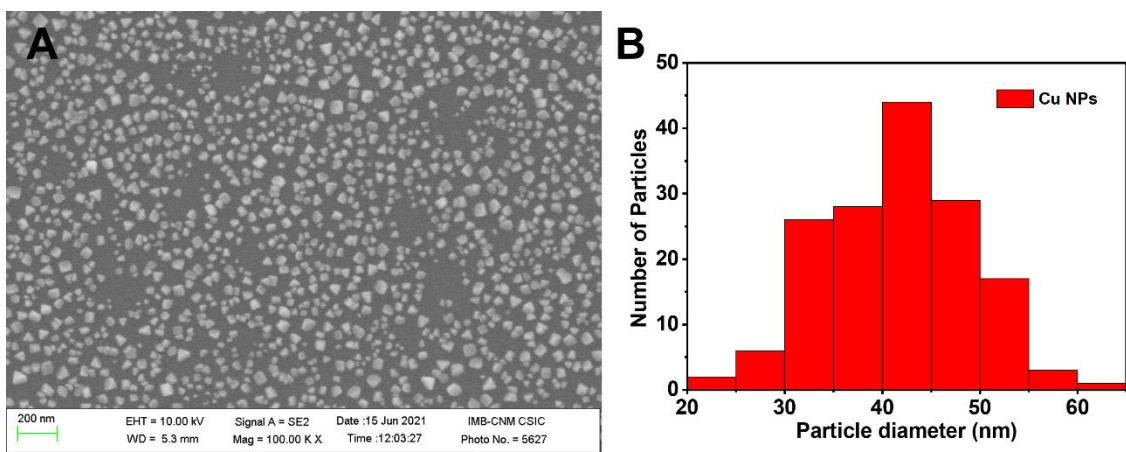 A
200 nm
EHT = 10.00 kV Signal A = SE2 Date :15 Jun 2021 IMB-CNM CSIC
WD = 5.3 mm Mag = 100.00 K X Time :12:03:27 Photo No. = 5627
B
Cu NPs
Number of Particles
50
40
30
20
10
0
20 30 40 50 60
Particle diameter (nm)